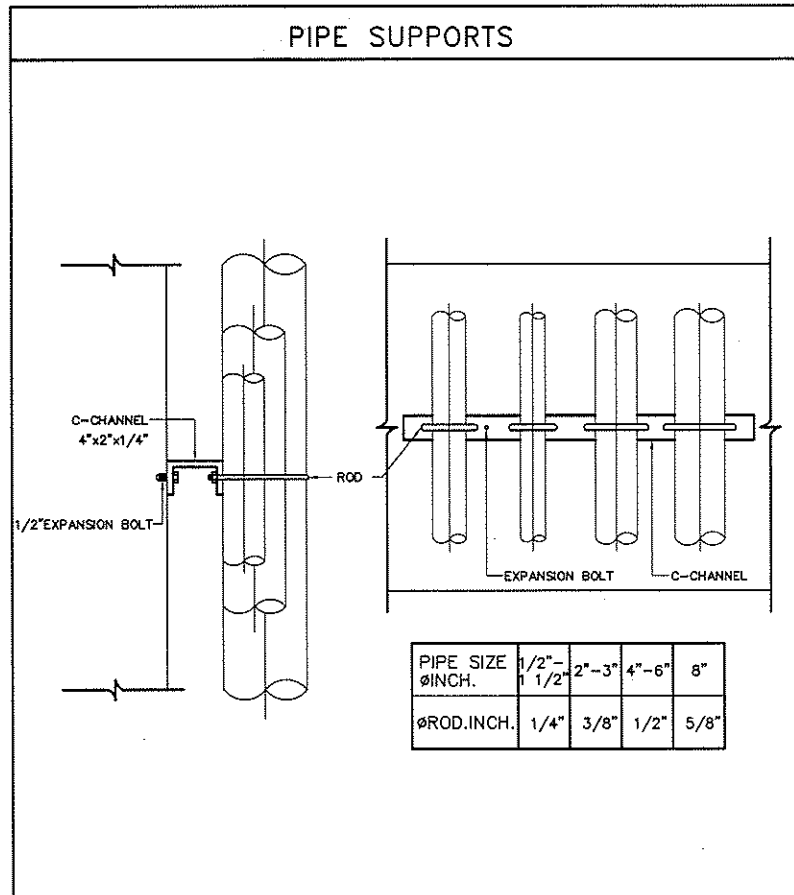 PIPE SUPPORTS
C-CHANNEL
4"x2"x1/4"
1/2"EXPANSION BOLT
ROD
EXPANSION BOLT
C-CHANNEL
PIPE SIZE øINCH. 1/2"-1 1/2" 2"-3" 4"-6" 8"
øROD.INCH. 1/4" 3/8" 1/2" 5/8"